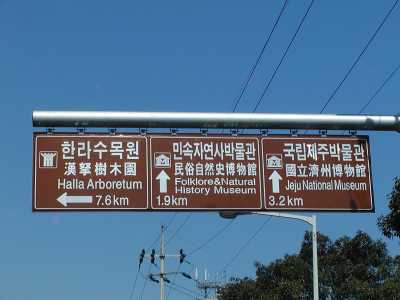 한라수목원
漢拏樹木園
Halla Arboretum
7.6km
민속자연사박물관
民俗自然史博物館
Folklore&Natural
History Museum
1.9km
국립제주박물관
國立濟州博物館
Jeju National Museum
3.2km